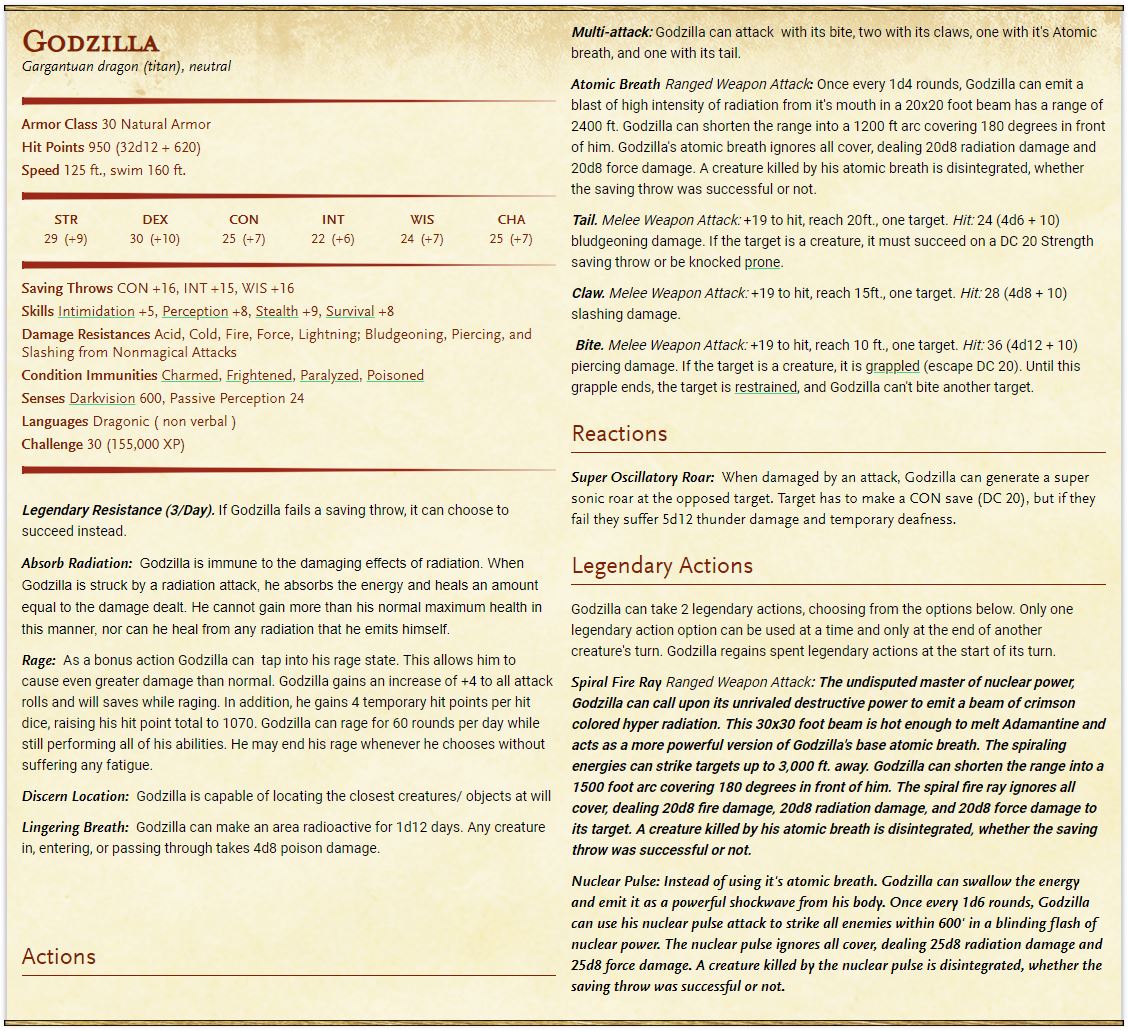 GODZILLA
Gargantuan dragon (titan), neutral
Armor Class 30 Natural Armor
Hit Points 950 (32d12 + 620)
Speed 125 ft., swim 160 ft.
STR DEX CON INT WIS CHA
29 (+9) 30 (+10) 25 (+7) 22 (+6) 24 (+7) 25 (+7)
Saving Throws CON +16, INT +15, WIS +16
Skills Intimidation +5, Perception +8, Stealth +9, Survival +8
Damage Resistances Acid, Cold, Fire, Force, Lightning; Bludgeoning, Piercing, and
Slashing from Nonmagical Attacks
Condition Immunities Charmed, Frightened, Paralyzed, Poisoned
Senses Darkvision 600, Passive Perception 24
Languages Dragonic ( non verbal )
Challenge 30 (155,000 XP)
Legendary Resistance (3/Day). If Godzilla fails a saving throw, it can choose to
succeed instead.
Absorb Radiation: Godzilla is immune to the damaging effects of radiation. When
Godzilla is struck by a radiation attack, he absorbs the energy and heals an amount
equal to the damage dealt. He cannot gain more than his normal maximum health in
this manner, nor can he heal from any radiation that he emits himself.
Rage: As a bonus action Godzilla can tap into his rage state. This allows him to
cause even greater damage than normal. Godzilla gains an increase of +4 to all attack
rolls and will saves while raging. In addition, he gains 4 temporary hit points per hit
dice, raising his hit point total to 1070. Godzilla can rage for 60 rounds per day while
still performing all of his abilities. He may end his rage whenever he chooses without
suffering any fatigue.
Discern Location: Godzilla is capable of locating the closest creatures/ objects at will
Lingering Breath: Godzilla can make an area radioactive for 1d12 days. Any creature
in, entering, or passing through takes 4d8 poison damage.
Actions
Multi-attack: Godzilla can attack with its bite, two with its claws, one with it's Atomic
breath, and one with its tail.
Atomic Breath Ranged Weapon Attack: Once every 1d4 rounds, Godzilla can emit a
blast of high intensity of radiation from it's mouth in a 20x20 foot beam has a range of
2400 ft. Godzilla can shorten the range into a 1200 ft arc covering 180 degrees in front
of him. Godzilla's atomic breath ignores all cover, dealing 20d8 radiation damage and
20d8 force damage. A creature killed by his atomic breath is disintegrated, whether
the saving throw was successful or not.
Tail. Melee Weapon Attack: +19 to hit, reach 20ft., one target. Hit: 24 (4d6 + 10)
bludgeoning damage. If the target is a creature, it must succeed on a DC 20 Strength
saving throw or be knocked prone.
Claw. Melee Weapon Attack: +19 to hit, reach 15ft., one target. Hit: 28 (4d8 + 10)
slashing damage.
Bite. Melee Weapon Attack: +19 to hit, reach 10 ft., one target. Hit: 36 (4d12 + 10)
piercing damage. If the target is a creature, it is grappled (escape DC 20). Until this
grapple ends, the target is restrained, and Godzilla can't bite another target.
Reactions
Super Oscillatory Roar: When damaged by an attack, Godzilla can generate a super
sonic roar at the opposed target. Target has to make a CON save (DC 20), but if they
fail they suffer 5d12 thunder damage and temporary deafness.
Legendary Actions
Godzilla can take 2 legendary actions, choosing from the options below. Only one
legendary action option can be used at a time and only at the end of another
creature's turn. Godzilla regains spent legendary actions at the start of its turn.
Spiral Fire Ray Ranged Weapon Attack: The undisputed master of nuclear power,
Godzilla can call upon its unrivaled destructive power to emit a beam of crimson
colored hyper radiation. This 30x30 foot beam is hot enough to melt Adamantine and
acts as a more powerful version of Godzilla's base atomic breath. The spiraling
energies can strike targets up to 3,000 ft. away. Godzilla can shorten the range into a
1500 foot arc covering 180 degrees in front of him. The spiral fire ray ignores all
cover, dealing 20d8 fire damage, 20d8 radiation damage, and 20d8 force damage to
its target. A creature killed by his atomic breath is disintegrated, whether the saving
throw was successful or not.
Nuclear Pulse: Instead of using it's atomic breath. Godzilla can swallow the energy
and emit it as a powerful shockwave from his body. Once every 1d6 rounds, Godzilla
can use his nuclear pulse attack to strike all enemies within 600' in a blinding flash of
nuclear power. The nuclear pulse ignores all cover, dealing 25d8 radiation damage and
25d8 force damage. A creature killed by the nuclear pulse is disintegrated, whether the
saving throw was successful or not.